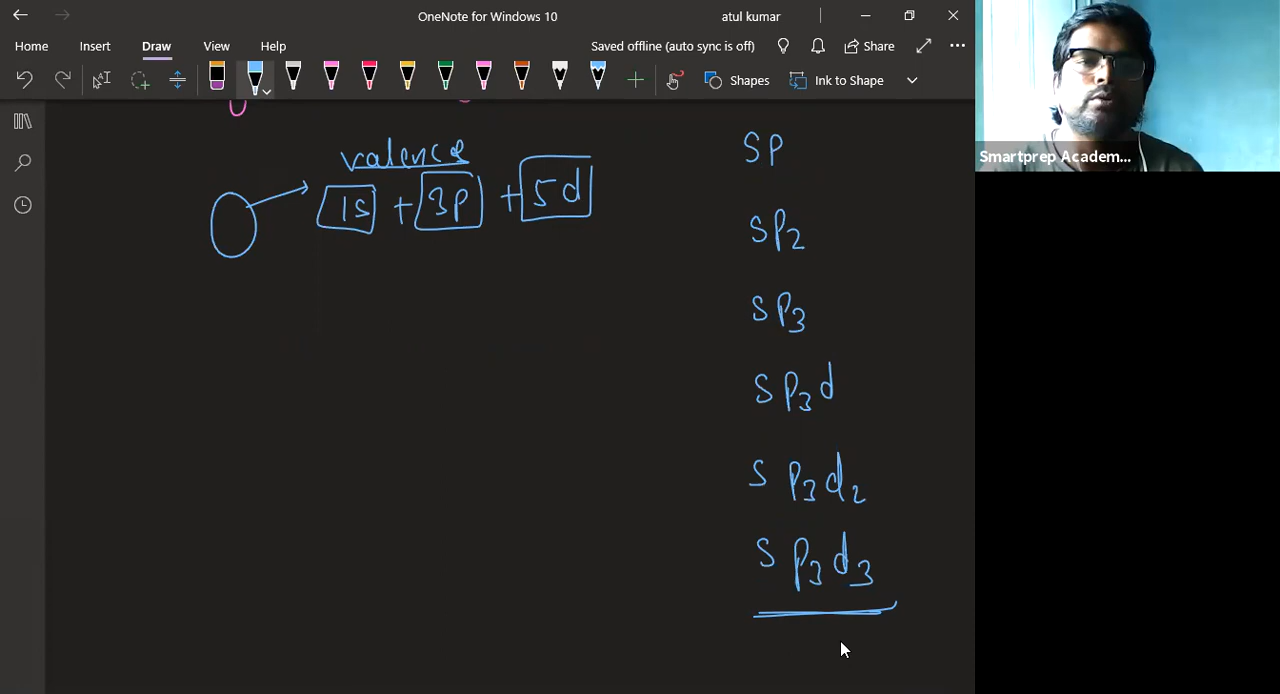 OneNote for Windows 10
atul kumar
Home Insert Draw View Help
Saved offline (auto sync is off)
Share
Shapes
Ink to Shape
valence
1s + 3p + 5d
sp
sp2
sp3
sp3d
sp3d2
sp3d3
Smartprep Academ...